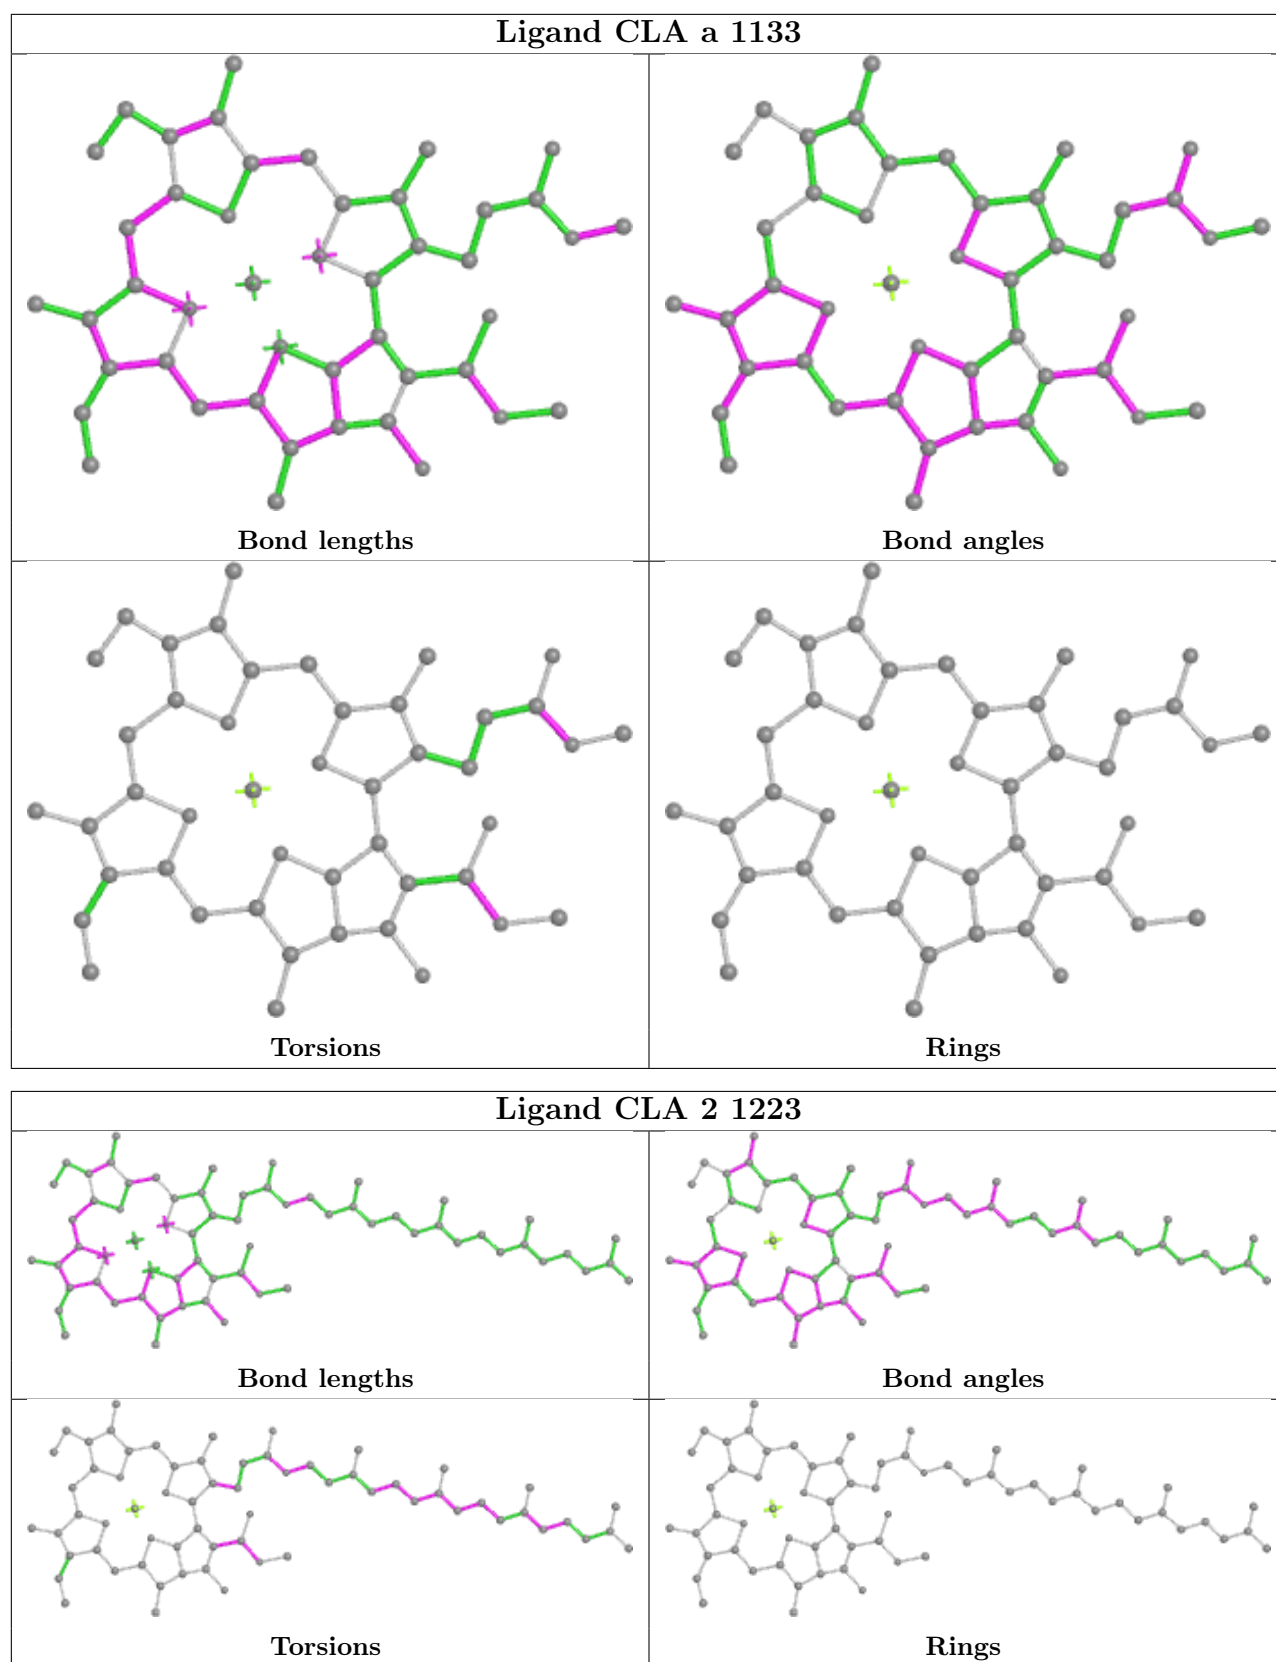 Ligand CLA a 1133
Bond lengths
Bond angles
Torsions
Rings
Ligand CLA 2 1223
Bond lengths
Bond angles
Torsions
Rings